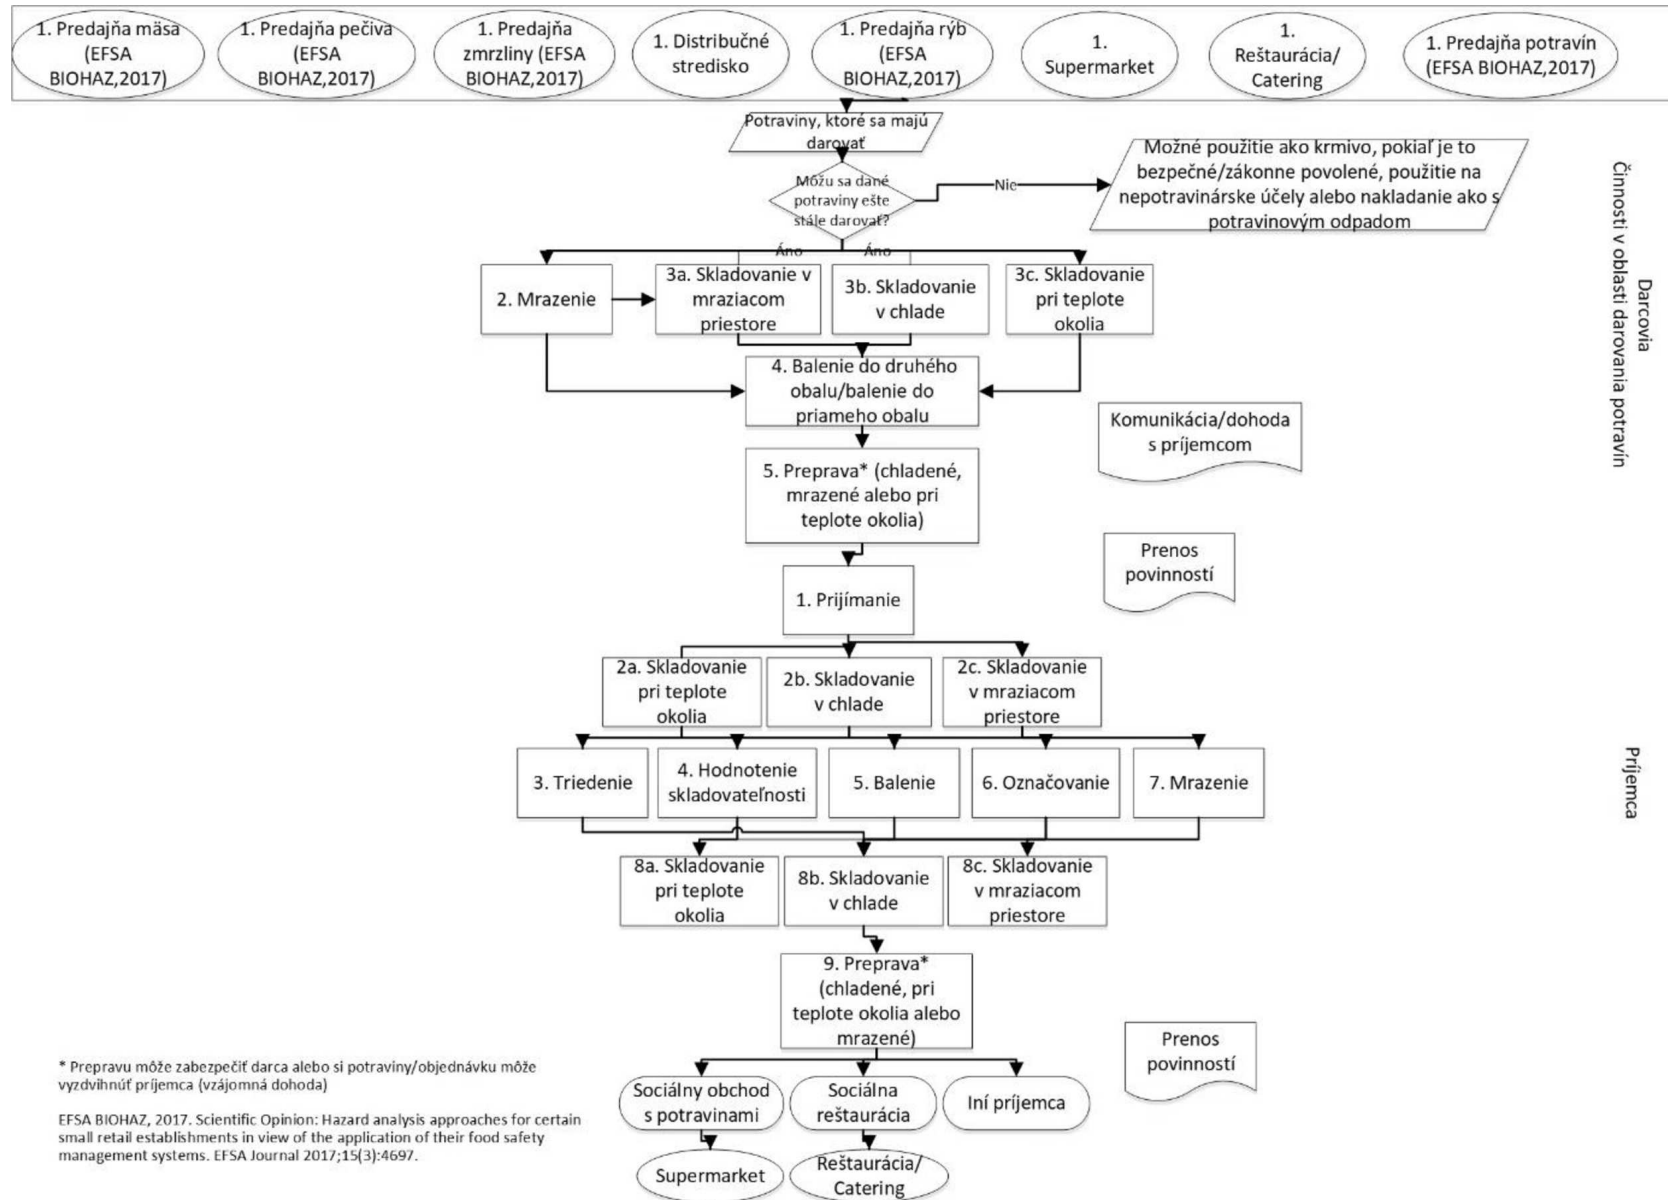 1. Predajňa mäsa
(EFSA
BIOHAZ,2017)
1. Predajňa pečiva
(EFSA
BIOHAZ,2017)
1. Predajňa
zmrzliny (EFSA
BIOHAZ,2017)
1. Distribučné
stredisko
1. Predajňa rýb
(EFSA
BIOHAZ,2017)
1.
Supermarket
1.
Reštaurácia/
Catering
1. Predajňa potravín
(EFSA BIOHAZ,2017)
Potraviny, ktoré sa majú
darovať
Môžu sa dané
potraviny ešte
stále darovať?
Nie
Možné použitie ako krmivo, pokiaľ je to
bezpečné/zákonne povolené, použitie na
nepotravinárske účely alebo nakladanie ako s
potravinovým odpadom
Áno
Áno
2. Mrazenie
3a. Skladovanie v
mraziacom
priestore
3b. Skladovanie
v chlade
3c. Skladovanie
pri teplote
okolia
4. Balenie do druhého
obalu/balenie do
priameho obalu
Komunikácia/dohoda
s príjemcom
5. Preprava* (chladené,
mrazené alebo pri
teplote okolia)
Prenos
povinností
Darcovia
Činnosti v oblasti darovania potravín
1. Prijímanie
2a. Skladovanie
pri teplote
okolia
2b. Skladovanie
v chlade
2c. Skladovanie
v mraziacom
priestore
3. Triedenie
4. Hodnotenie
skladovateľnosti
5. Balenie
6. Označovanie
7. Mrazenie
Príjemca
8a. Skladovanie
pri teplote
okolia
8b. Skladovanie
v chlade
8c. Skladovanie
v mraziacom
priestore
9. Preprava*
(chladené, pri
teplote okolia alebo
mrazené)
Prenos
povinností
Sociálny obchod
s potravinami
Sociálna
reštaurácia
Iní príjemca
Supermarket
Reštaurácia/
Catering
* Prepravu môže zabezpečiť darca alebo si potraviny/objednávku môže
vyzdvihnúť príjemca (vzájomná dohoda)
EFSA BIOHAZ, 2017. Scientific Opinion: Hazard analysis approaches for certain
small retail establishments in view of the application of their food safety
management systems. EFSA Journal 2017;15(3):4697.